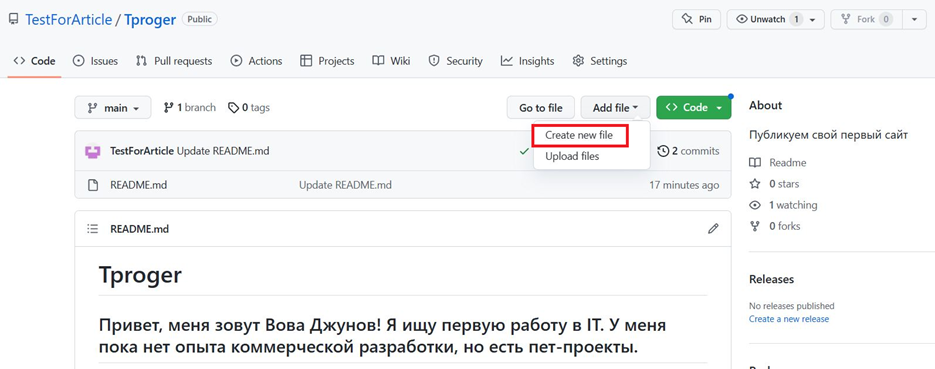 TestForArticle / Tproger Public
Pin
Unwatch 1
Fork 0
Code
Issues
Pull requests
Actions
Projects
Wiki
Security
Insights
Settings
main
1 branch
0 tags
Go to file
Add file
Code
Create new file
Upload files
TestForArticle Update README.md
2 commits
README.md
Update README.md
17 minutes ago
README.md
Tproger
Привет, меня зовут Вова Джунов! Я ищу первую работу в IT. У меня
пока нет опыта коммерческой разработки, но есть пет-проекты.
About
Публикуем свой первый сайт
Readme
0 stars
1 watching
0 forks
Releases
No releases published
Create a new release